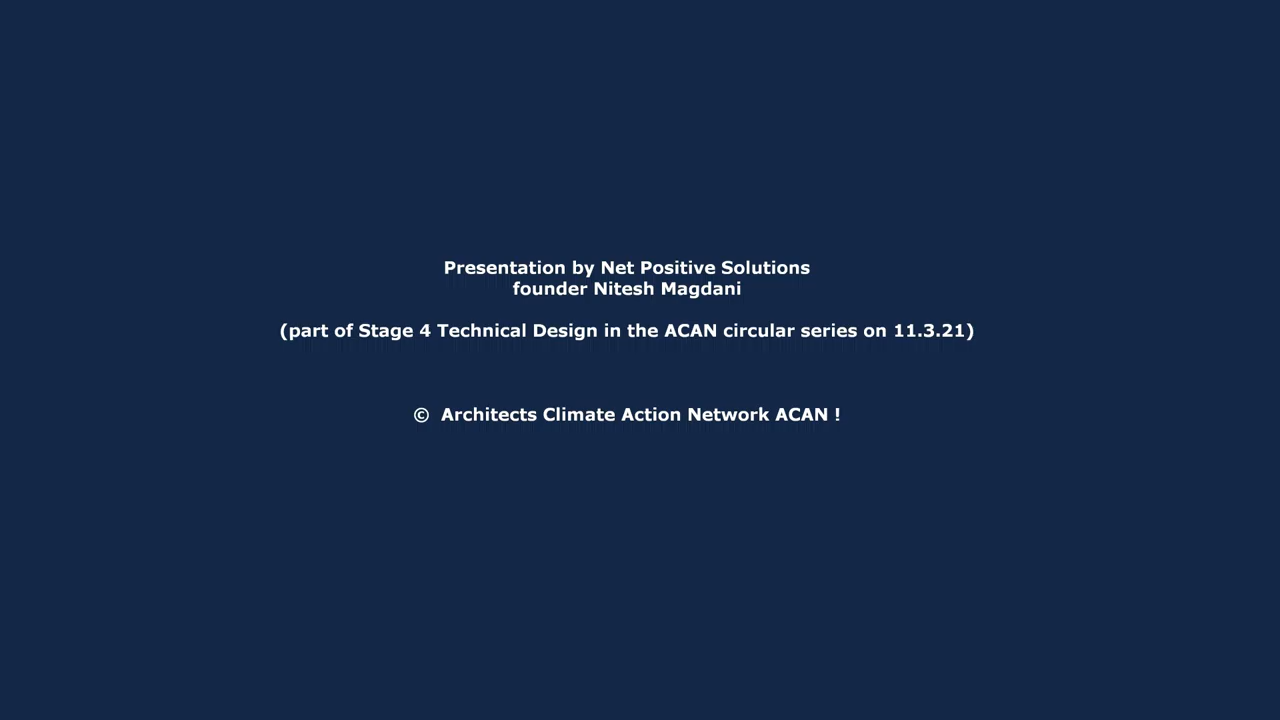 Presentation by Net Positive Solutions
founder Nitesh Magdani
(part of Stage 4 Technical Design in the ACAN circular series on 11.3.21)
© Architects Climate Action Network ACAN !